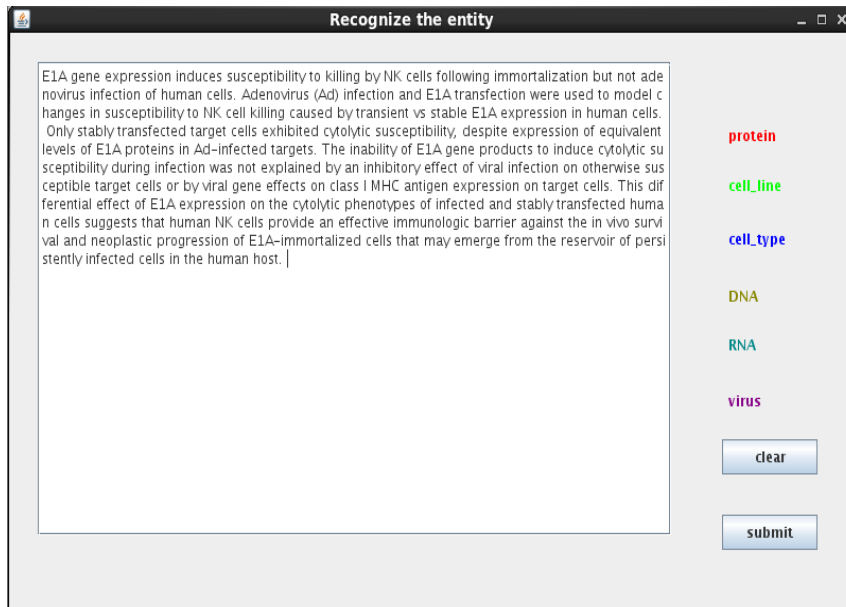 Recognize the entity
E1A gene expression induces susceptibility to killing by NK cells following immortalization but not ade
novirus infection of human cells. Adenovirus (Ad) infection and E1A transfection were used to model c
hanges in susceptibility to NK cell killing caused by transient vs stable E1A expression in human cells.
Only stably transfected target cells exhibited cytolytic susceptibility, despite expression of equivalent
levels of E1A proteins in Ad-infected targets. The inability of E1A gene products to induce cytolytic su
sceptibility during infection was not explained by an inhibitory effect of viral infection on otherwise sus
ceptible target cells or by viral gene effects on class I MHC antigen expression on target cells. This dif
ferential effect of E1A expression on the cytolytic phenotypes of infected and stably transfected huma
n cells suggests that human NK cells provide an effective immunologic barrier against the in vivo survi
val and neoplastic progression of E1A-immortalized cells that may emerge from the reservoir of persi
stently infected cells in the human host.
protein
cell_line
cell_type
DNA
RNA
virus
clear
submit